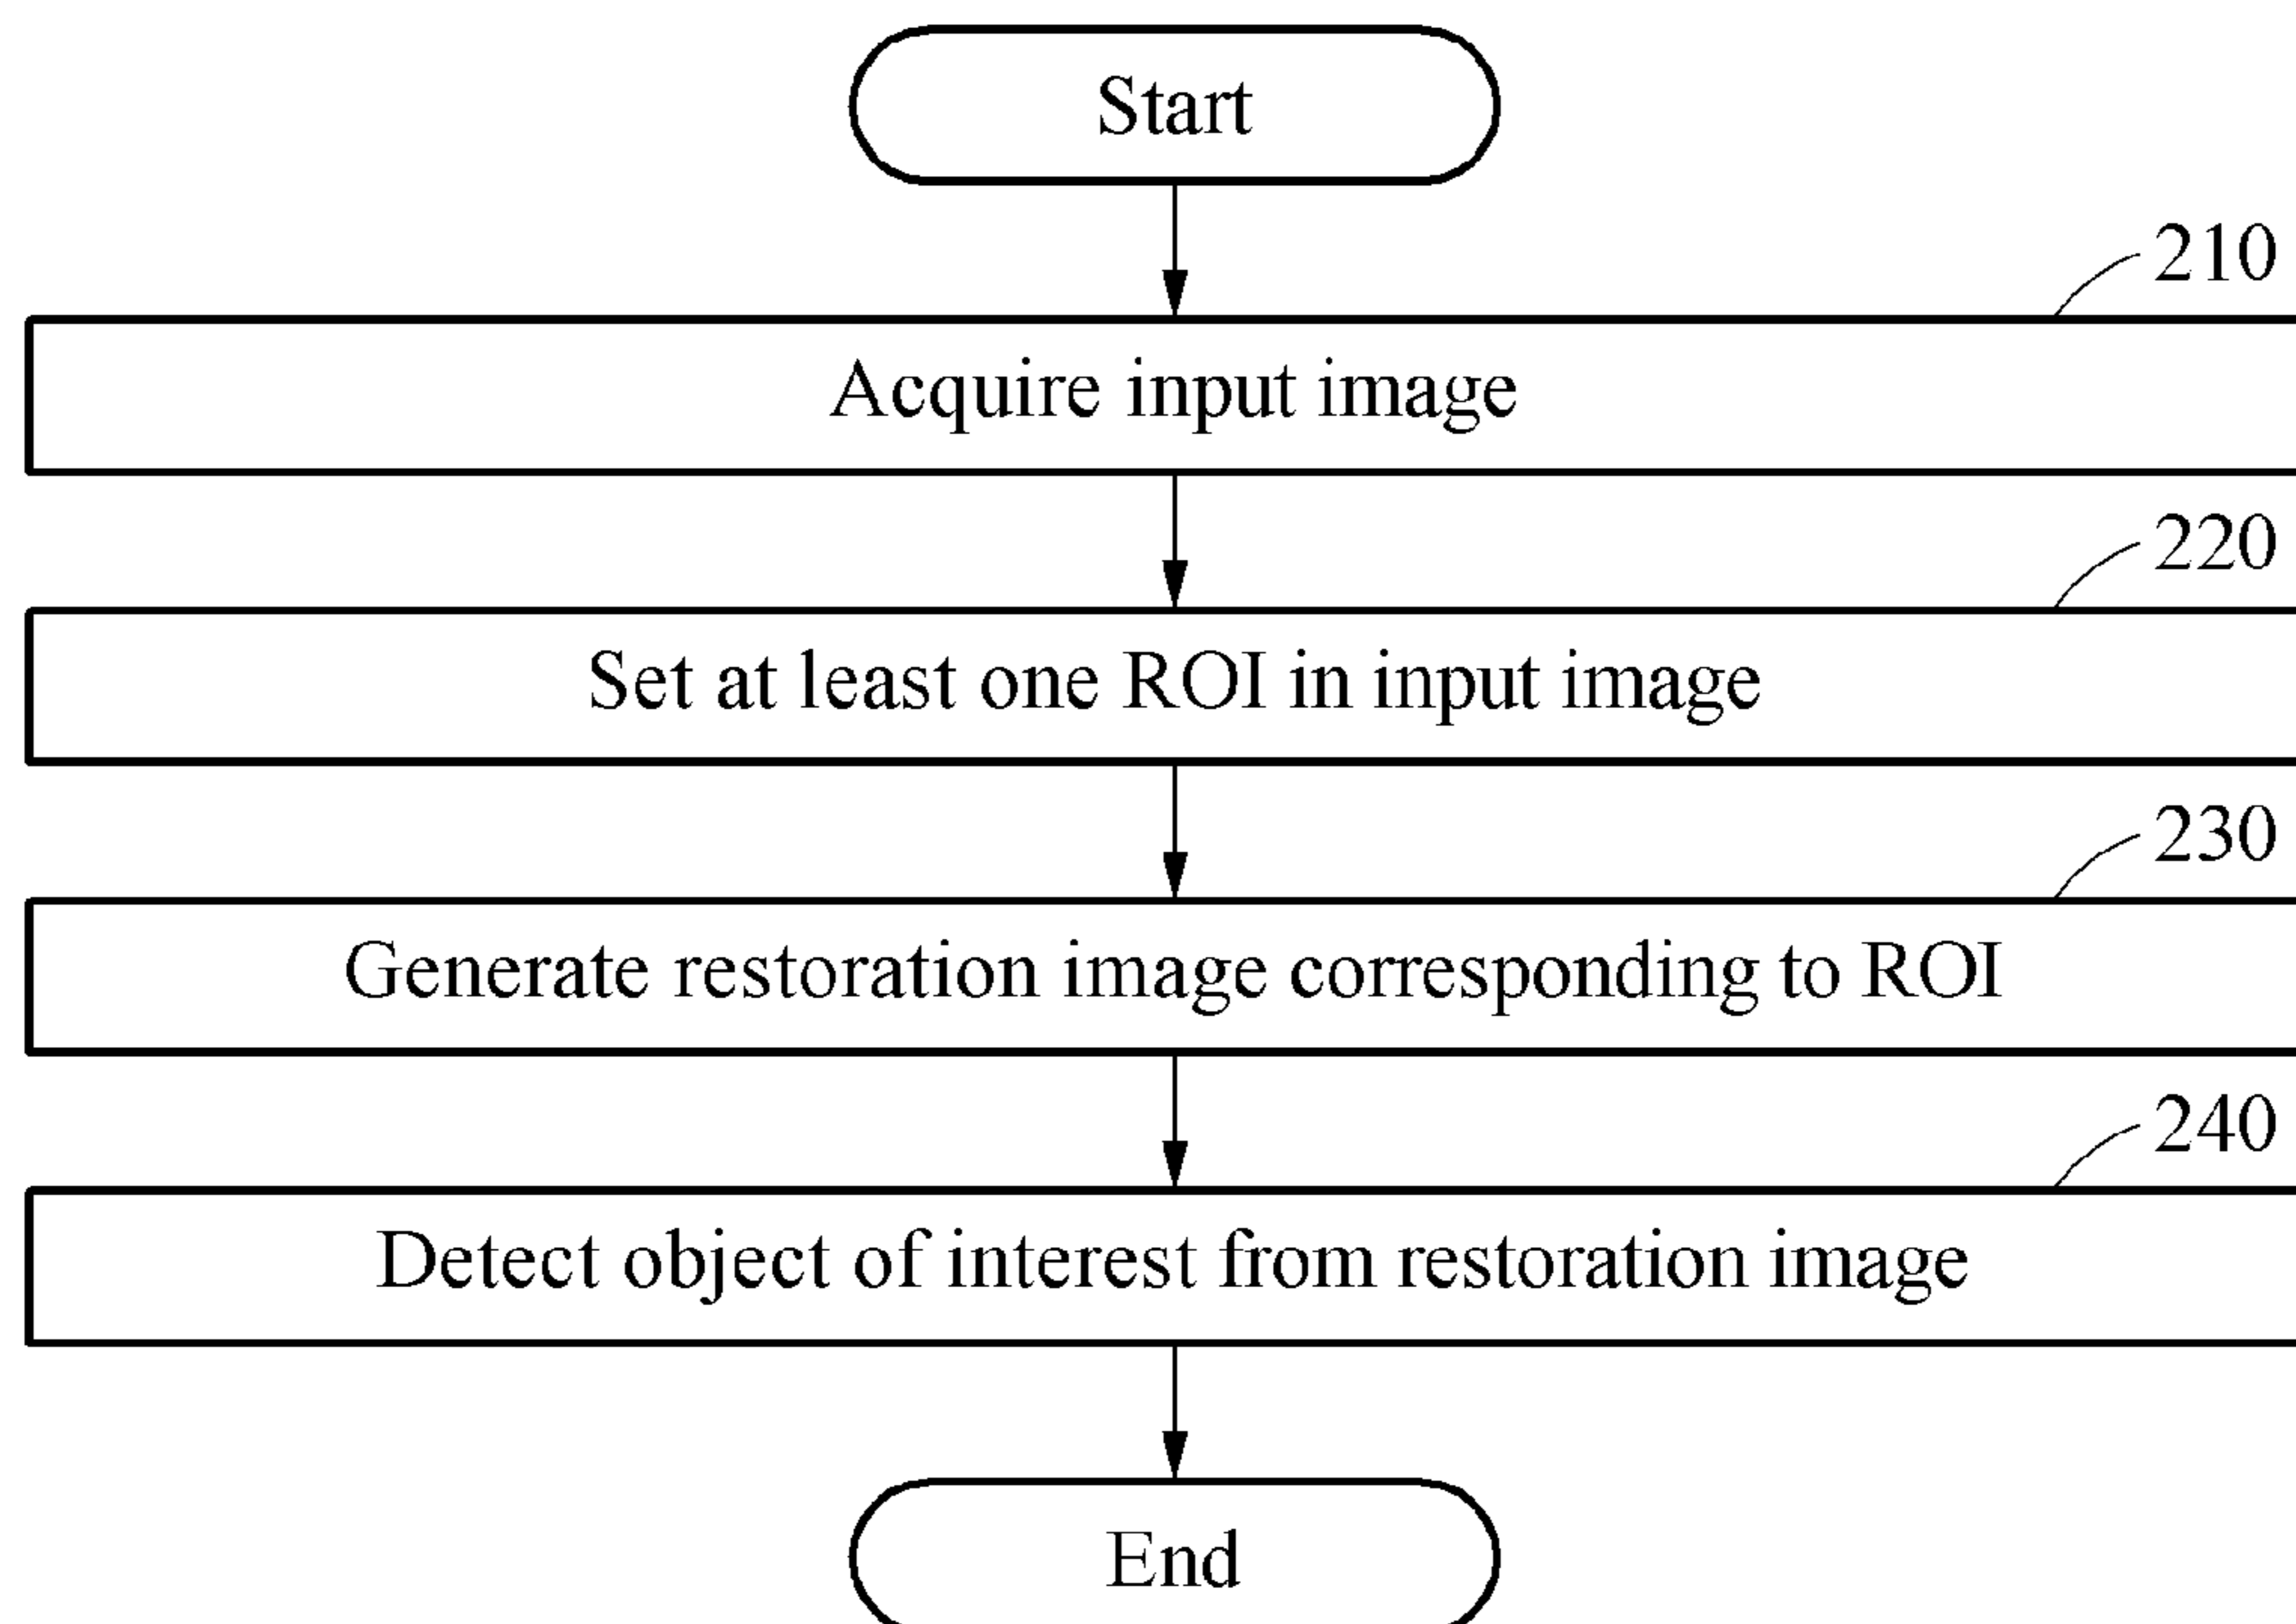 Start
210
Acquire input image
220
Set at least one ROI in input image
230
Generate restoration image corresponding to ROI
240
Detect object of interest from restoration image
End